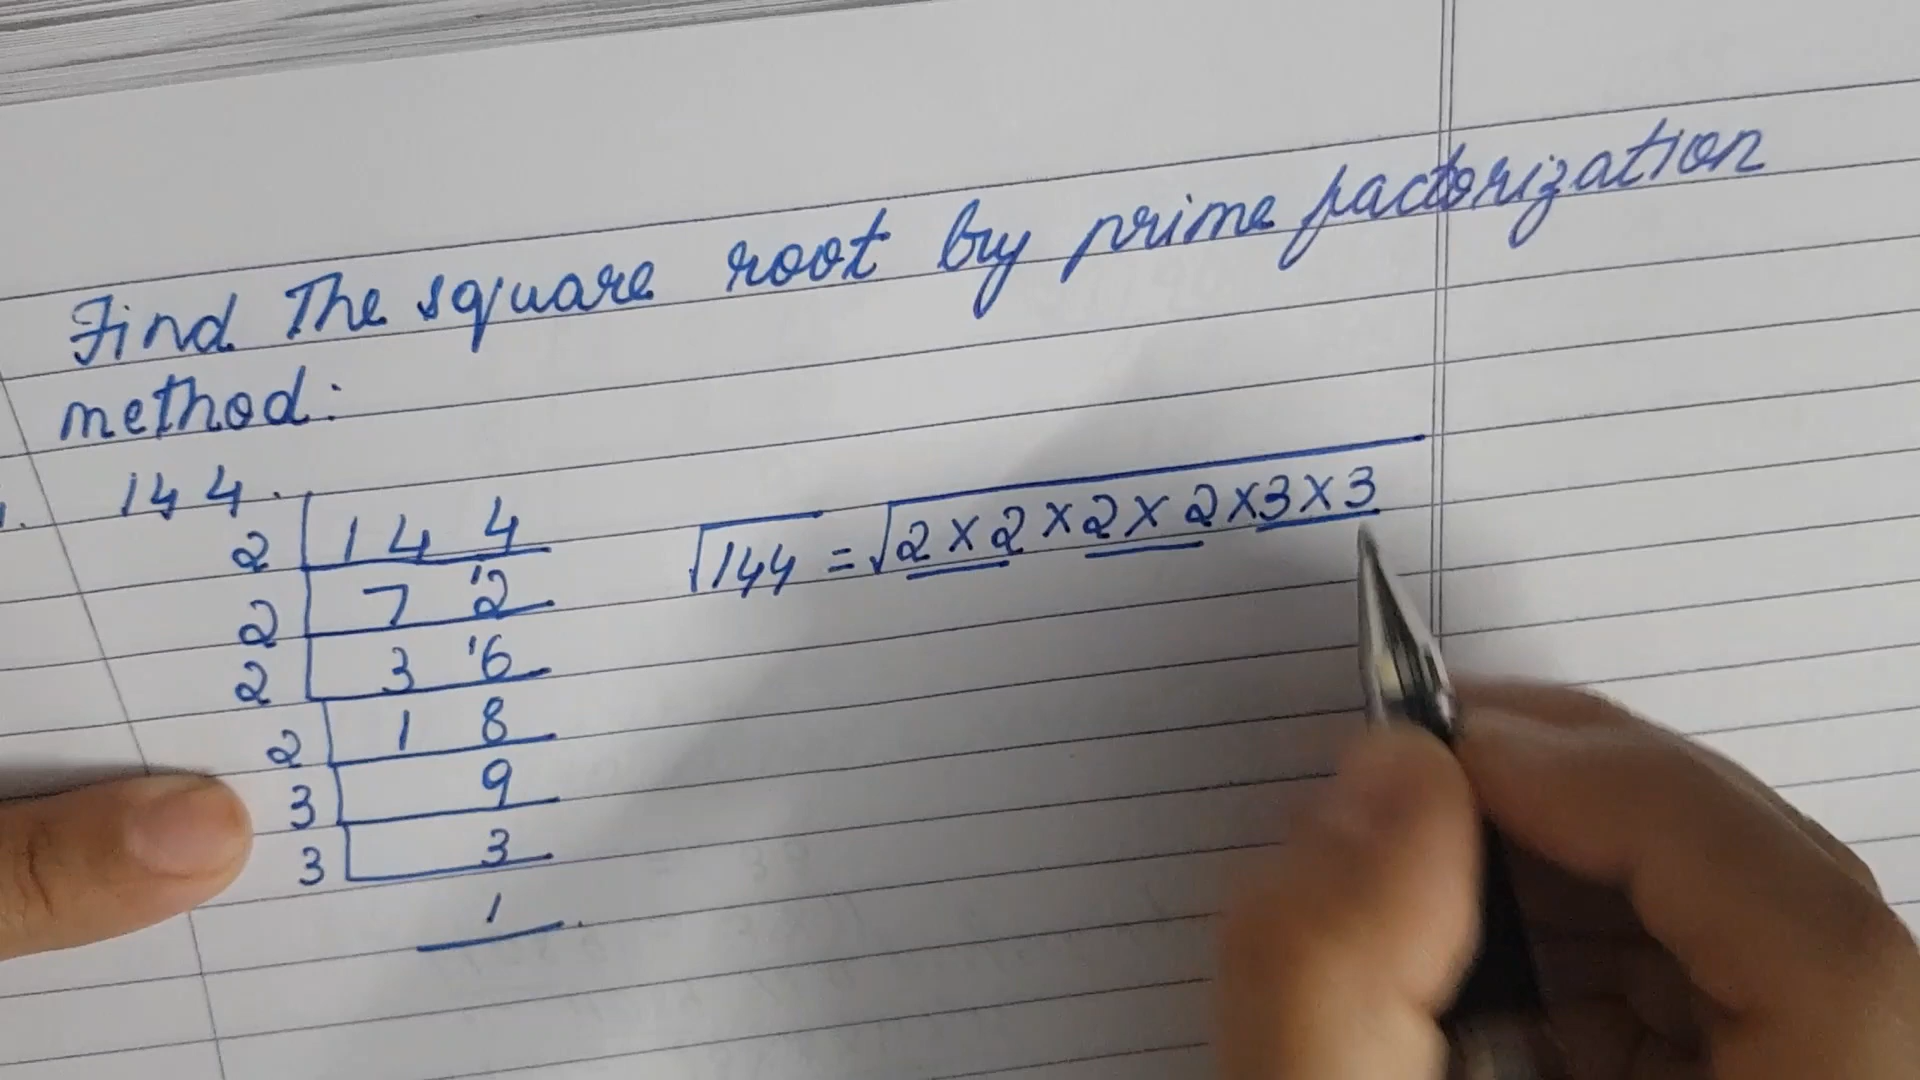 Find The square root by prime factorization
method:
1. 144.
2 | 144
2 | 72
2 | 36
2 | 18
3 | 9
3 | 3
1.
√144 = √2×2×2×2×3×3